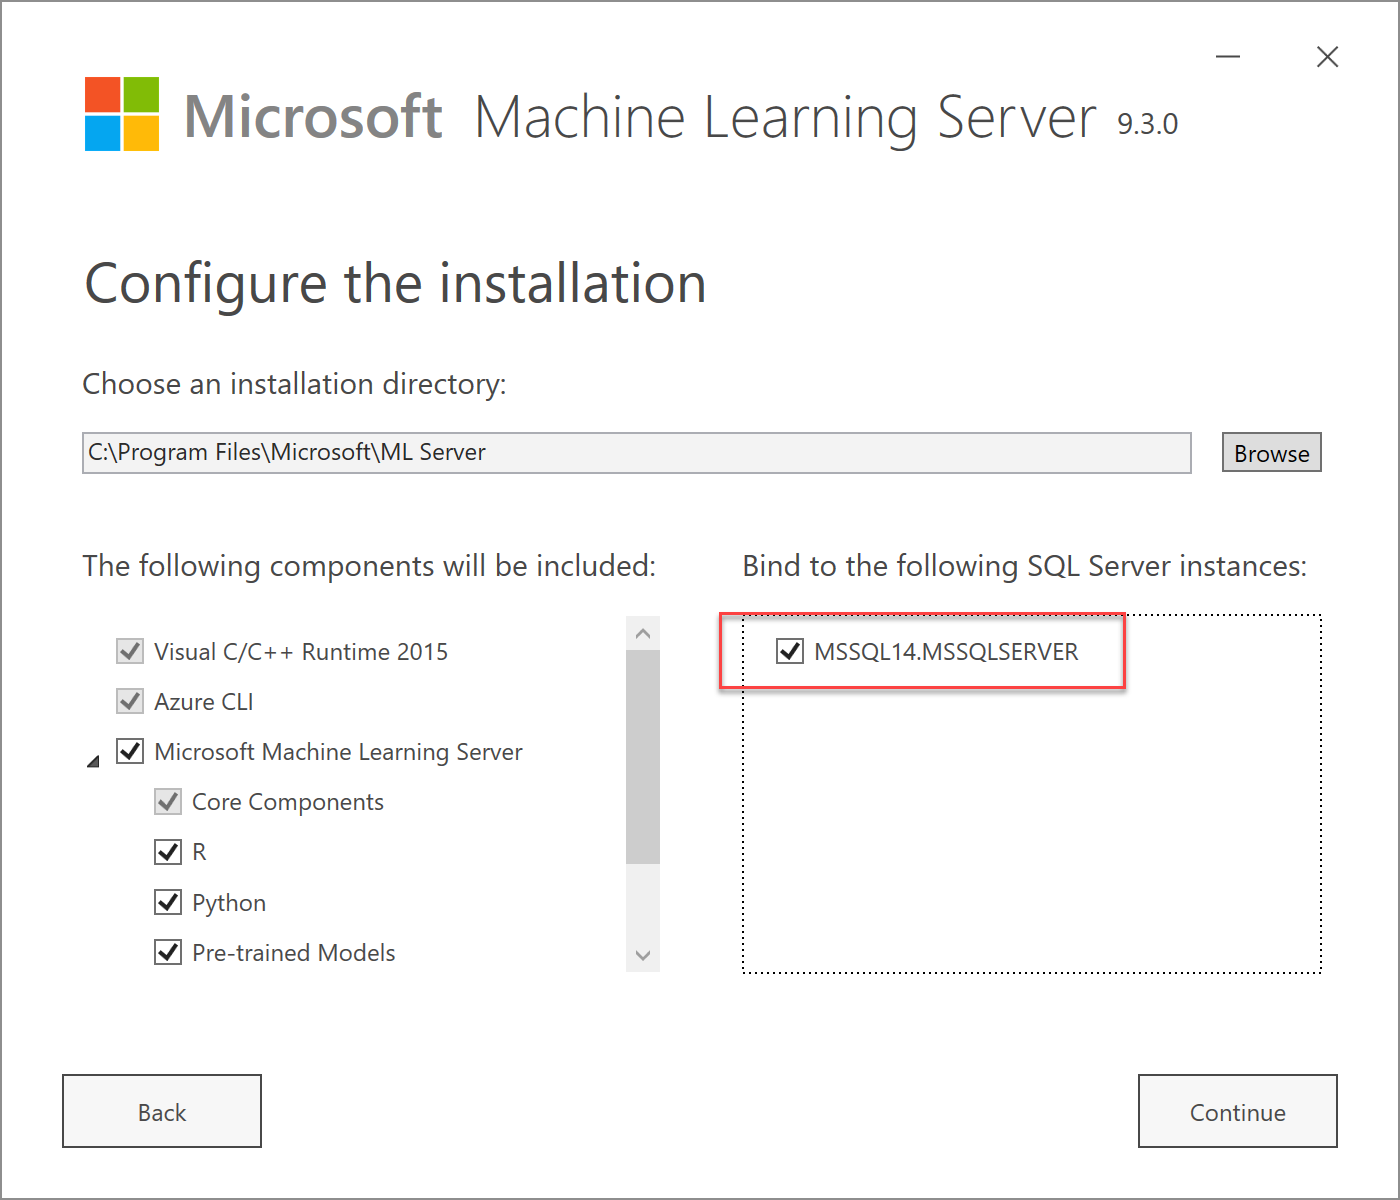 Microsoft Machine Learning Server 9.3.0
Configure the installation
Choose an installation directory:
C:\Program Files\Microsoft\ML Server
Browse
The following components will be included:
Visual C/C++ Runtime 2015
Azure CLI
Microsoft Machine Learning Server
Core Components
R
Python
Pre-trained Models
Bind to the following SQL Server instances:
MSSQL14.MSSQLSERVER
Back
Continue